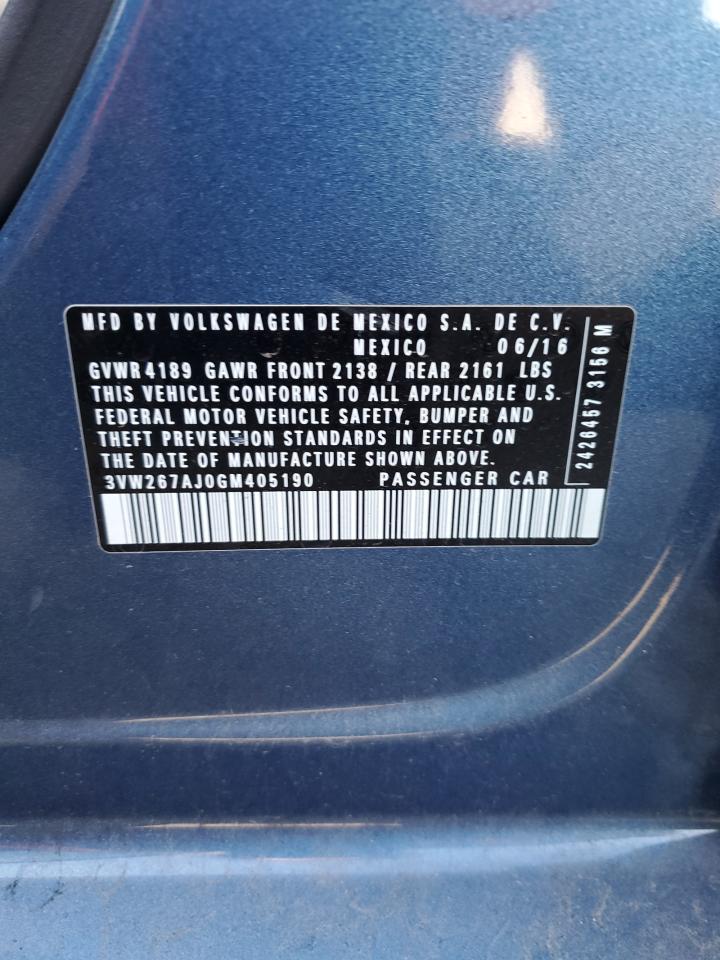 MFD BY VOLKSWAGEN DE MEXICO S.A. DE C.V.
MEXICO 06/16
GVWR 4189 GAWR FRONT 2138 / REAR 2161 LBS
THIS VEHICLE CONFORMS TO ALL APPLICABLE U.S.
FEDERAL MOTOR VEHICLE SAFETY, BUMPER AND
THEFT PREVENTION STANDARDS IN EFFECT ON
THE DATE OF MANUFACTURE SHOWN ABOVE.
3VW267AJ0GM405190 PASSENGER CAR
2426457 3156 M